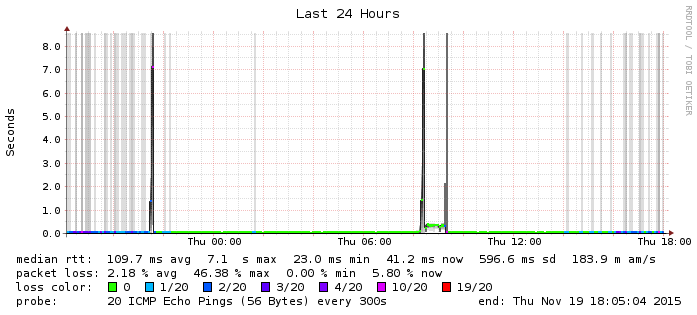 Last 24 Hours
RRDTOOL / TOBI OETIKER
Seconds
8.0
7.0
6.0
5.0
4.0
3.0
2.0
1.0
0.0
Thu 00:00 Thu 06:00 Thu 12:00 Thu 18:00
median rtt: 109.7 ms avg 7.1 s max 23.0 ms min 41.2 ms now 596.6 ms sd 183.9 m am/s
packet loss: 2.18 % avg 46.38 % max 0.00 % min 5.80 % now
loss color: 0 1/20 2/20 3/20 4/20 10/20 19/20
probe: 20 ICMP Echo Pings (56 Bytes) every 300s end: Thu Nov 19 18:05:04 2015